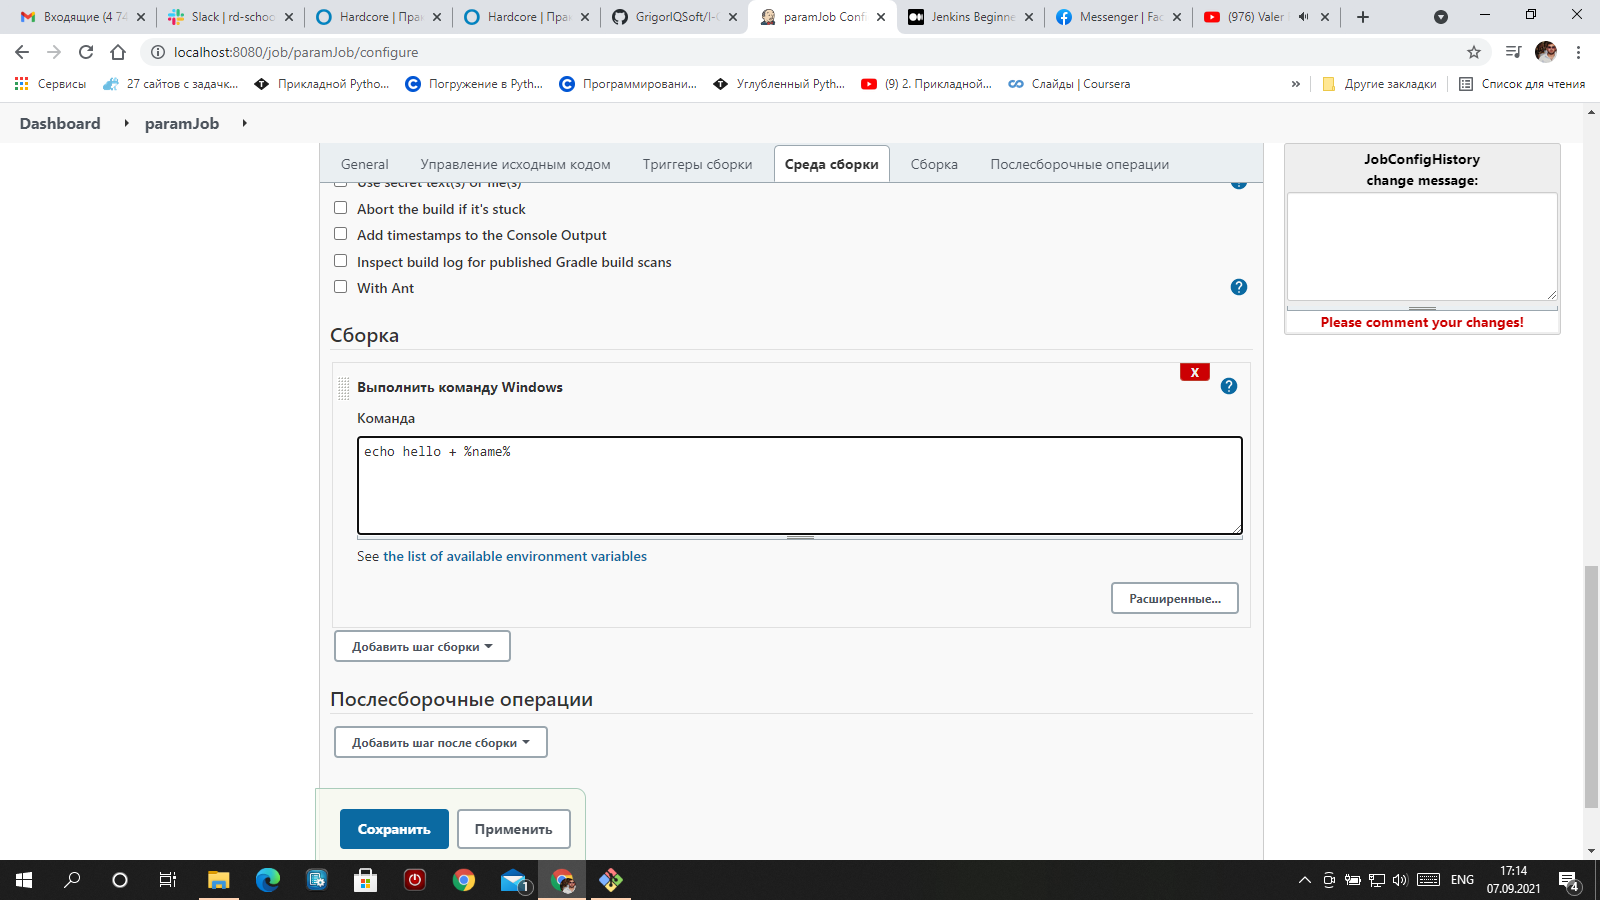 Входящие (4 74
Slack | rd-schoo
Hardcore | Пра
Hardcore | Пра
GrigorIQSoft/I-
paramJob Confi
Jenkins Beginne
Messenger | Fac
(976) Valer
localhost:8080/job/paramJob/configure
Сервисы
27 сайтов с задачк...
Прикладной Pytho...
Погружение в Pyth...
Программировани...
Углубленный Pyth...
(9) 2. Прикладной...
Слайды | Coursera
»
Другие закладки
Список для чтения
Dashboard
paramJob
General
Управление исходным кодом
Триггеры сборки
Среда сборки
Сборка
Послесборочные операции
JobConfigHistory
change message:
Please comment your changes!
Use secret text(s) or file(s)
Abort the build if it's stuck
Add timestamps to the Console Output
Inspect build log for published Gradle build scans
With Ant
Сборка
X
Выполнить команду Windows
Команда
echo hello + %name%
See the list of available environment variables
Расширенные...
Добавить шаг сборки
Послесборочные операции
Добавить шаг после сборки
Сохранить
Применить
1
ENG
17:14
07.09.2021
4